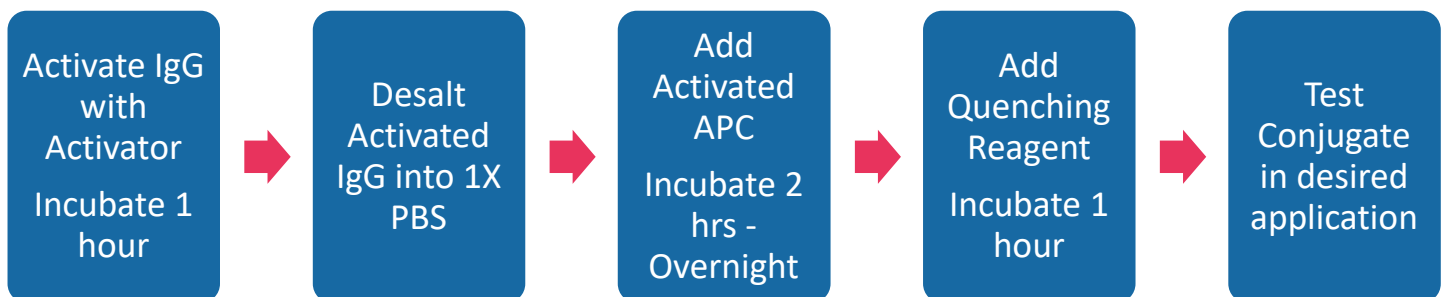 Activate IgG
with
Activator
Incubate 1
hour
Desalt
Activated
IgG into 1X
PBS
Add
Activated
APC
Incubate 2
hrs -
Overnight
Add
Quenching
Reagent
Incubate 1
hour
Test
Conjugate
in desired
application